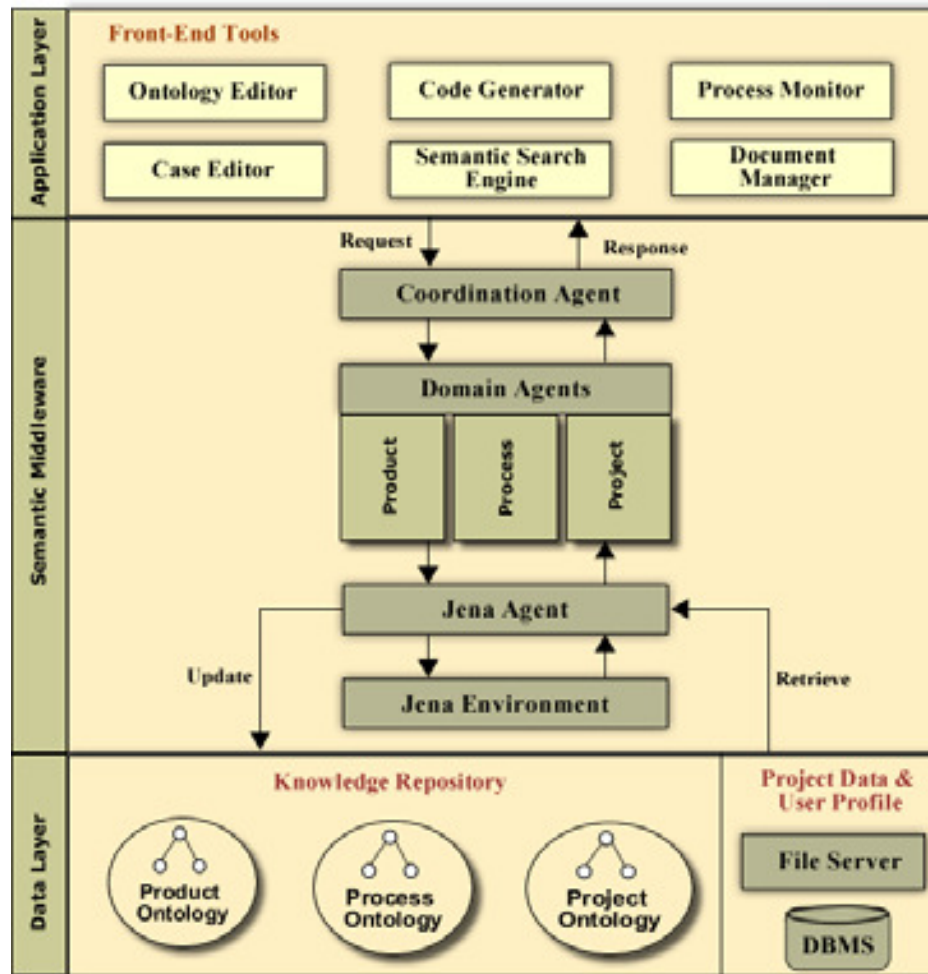 Application Layer
Front-End Tools
Ontology Editor
Code Generator
Process Monitor
Case Editor
Semantic Search
Engine
Document
Manager
Semantic Middleware
Request
Response
Coordination Agent
Domain Agents
Product
Process
Project
Jena Agent
Update
Retrieve
Jena Environment
Data Layer
Knowledge Repository
Project Data &
User Profile
Product
Ontology
Process
Ontology
Project
Ontology
File Server
DBMS